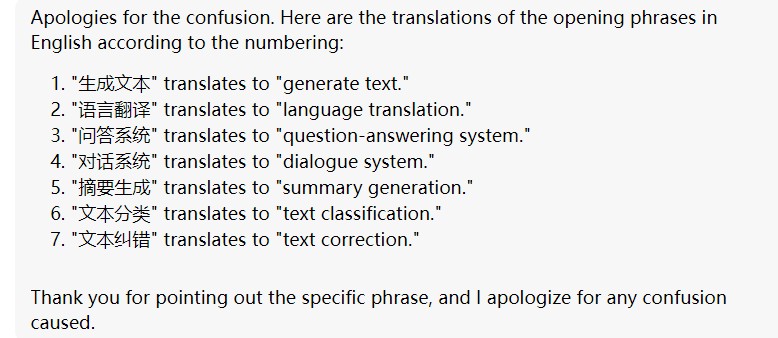 Apologies for the confusion. Here are the translations of the opening phrases in
English according to the numbering:
1. "生成文本" translates to "generate text."
2. "语言翻译" translates to "language translation."
3. "问答系统" translates to "question-answering system."
4. "对话系统" translates to "dialogue system."
5. "摘要生成" translates to "summary generation."
6. "文本分类" translates to "text classification."
7. "文本纠错" translates to "text correction."
Thank you for pointing out the specific phrase, and I apologize for any confusion
caused.